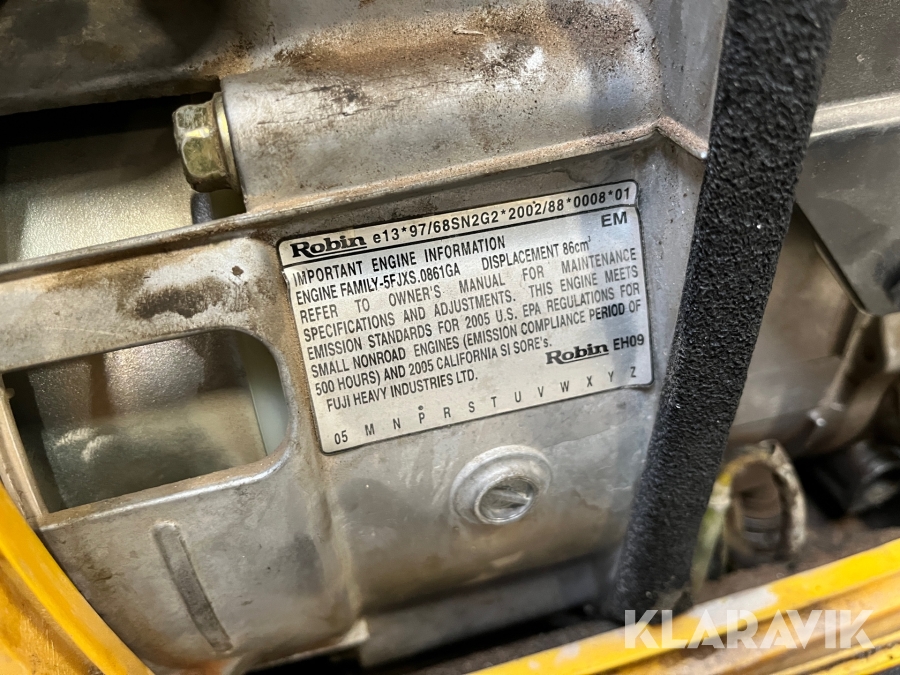 Robin e13*97/68SN2G2*2002/88*0008*01
IMPORTANT ENGINE INFORMATION EM
ENGINE FAMILY-5FJXS.0861GA DISPLACEMENT 86cm³
REFER TO OWNER'S MANUAL FOR MAINTENANCE
SPECIFICATIONS AND ADJUSTMENTS. THIS ENGINE MEETS
EMISSION STANDARDS FOR 2005 U.S. EPA REGULATIONS FOR
SMALL NONROAD ENGINES (EMISSION COMPLIANCE PERIOD OF
500 HOURS) AND 2005 CALIFORNIA SI SORE's.
FUJI HEAVY INDUSTRIES LTD. Robin EH09
05 M N P R S T U V W X Y Z
KLARAVIK